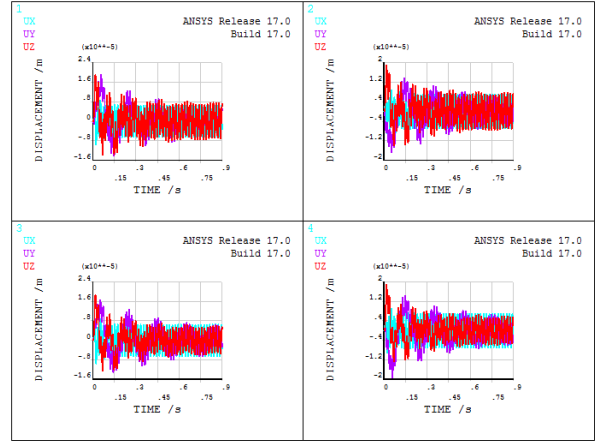 1
UX
UY
UZ
ANSYS Release 17.0
Build 17.0
(x10**-5)
DISPLACEMENT /m
2.4
1.6
.8
0
-.8
-1.6
0 .3 .6 .9
.15 .45 .75
TIME /s
2
UX
UY
UZ
ANSYS Release 17.0
Build 17.0
(x10**-5)
DISPLACEMENT /m
2
1.2
.4
-.4
-1.2
-2
0 .3 .6 .9
.15 .45 .75
TIME /s
3
UX
UY
UZ
ANSYS Release 17.0
Build 17.0
(x10**-5)
DISPLACEMENT /m
2.4
1.6
.8
0
-.8
-1.6
0 .3 .6 .9
.15 .45 .75
TIME /s
4
UX
UY
UZ
ANSYS Release 17.0
Build 17.0
(x10**-5)
DISPLACEMENT /m
2
1.2
.4
-.4
-1.2
-2
0 .3 .6 .9
.15 .45 .75
TIME /s